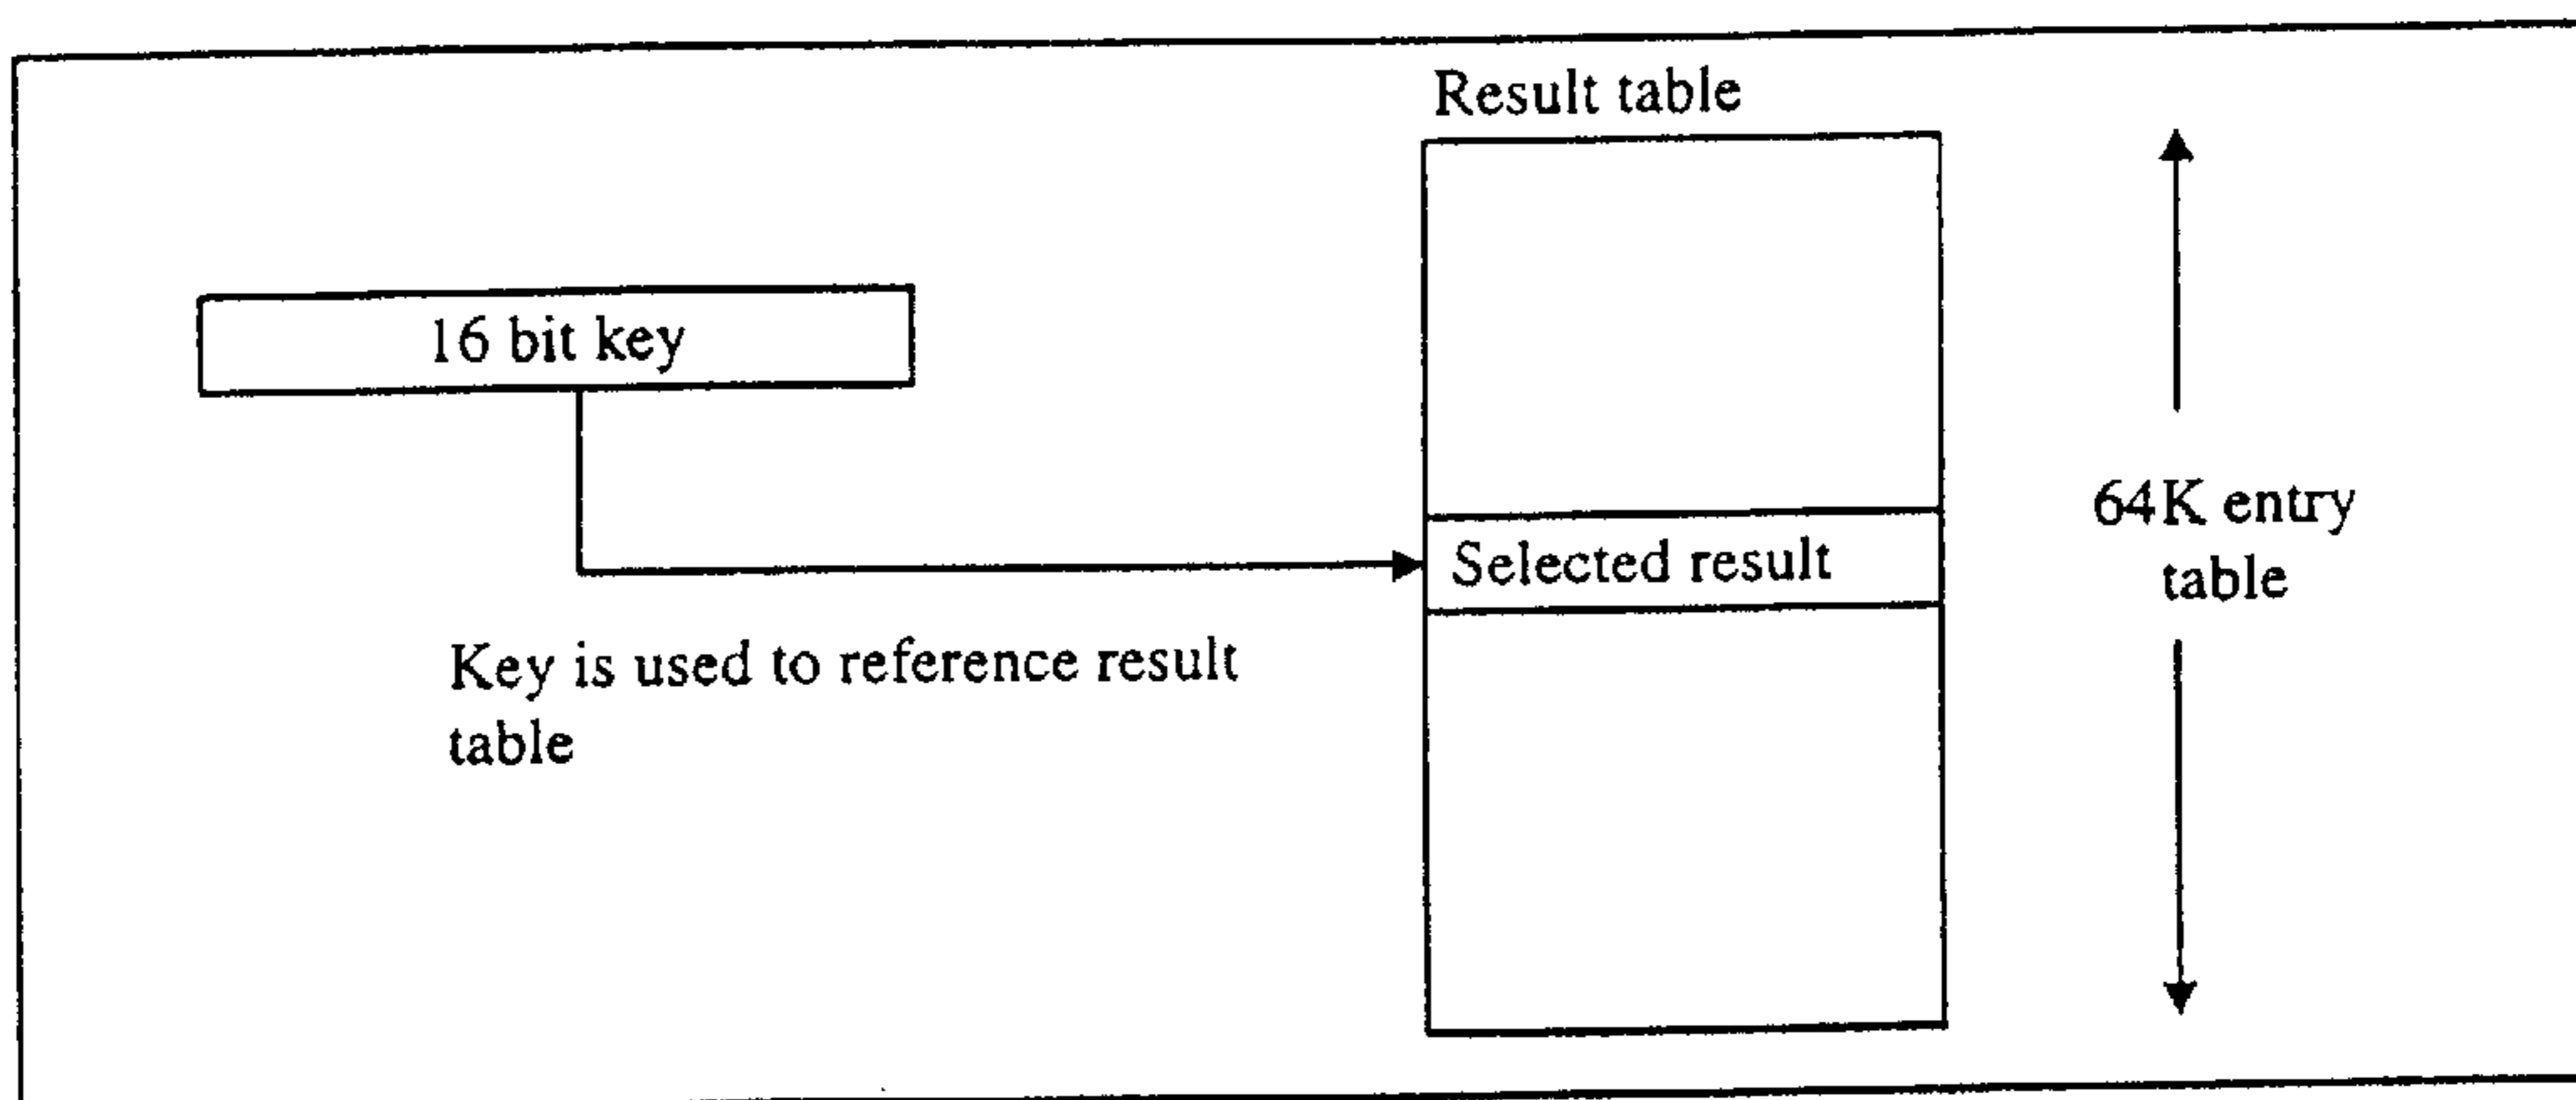 Result table
16 bit key
64K entry
table
Selected result
Key is used to reference result
table